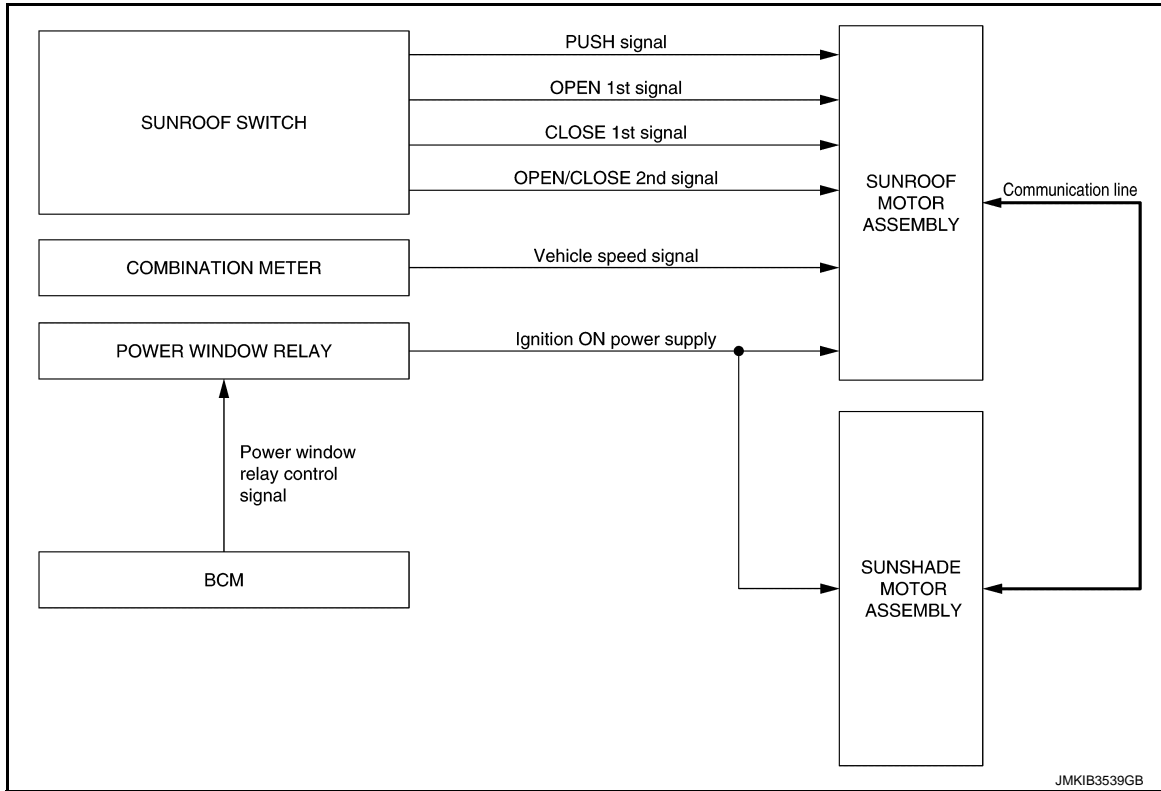 SUNROOF SWITCH
PUSH signal
OPEN 1st signal
CLOSE 1st signal
OPEN/CLOSE 2nd signal
SUNROOF
MOTOR
ASSEMBLY
Communication line
COMBINATION METER
Vehicle speed signal
POWER WINDOW RELAY
Ignition ON power supply
Power window
relay control
signal
BCM
SUNSHADE
MOTOR
ASSEMBLY
JMKIB3539GB